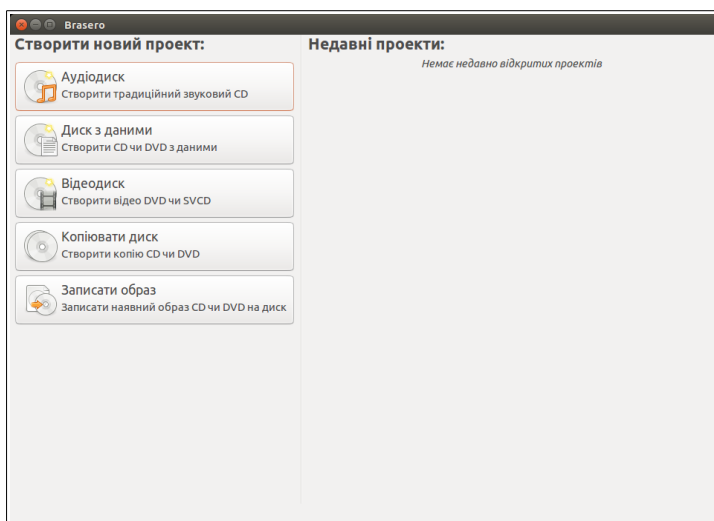 Brasero
Створити новий проект:
Аудіодиск
Створити традиційний звуковий CD
Диск з даними
Створити CD чи DVD з даними
Відеодиск
Створити відео DVD чи SVCD
Копіювати диск
Створити копію CD чи DVD
Записати образ
Записати наявний образ CD чи DVD на диск
Недавні проекти:
Немає недавно відкритих проектів